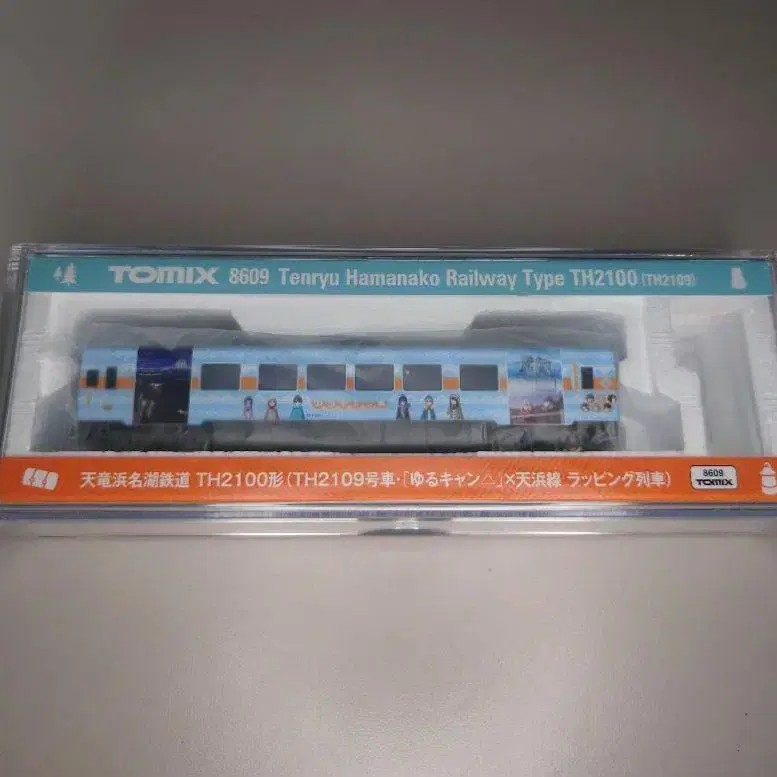 TOMIX 8609 Tenryu Hamanako Railway Type TH2100 (TH2109)
天竜浜名湖鉄道 TH2100形(TH2109号車・「ゆるキャン△」×天浜線 ラッピング列車)
8609
TOMIX